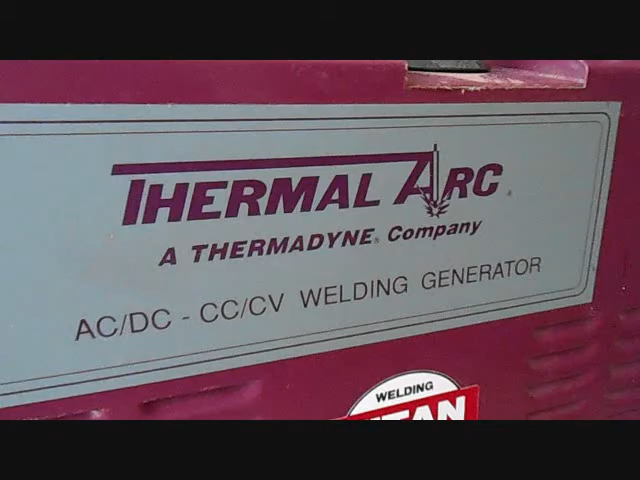 THERMAL ARC
A THERMADYNE® Company
AC/DC - CC/CV WELDING GENERATOR
WELDING